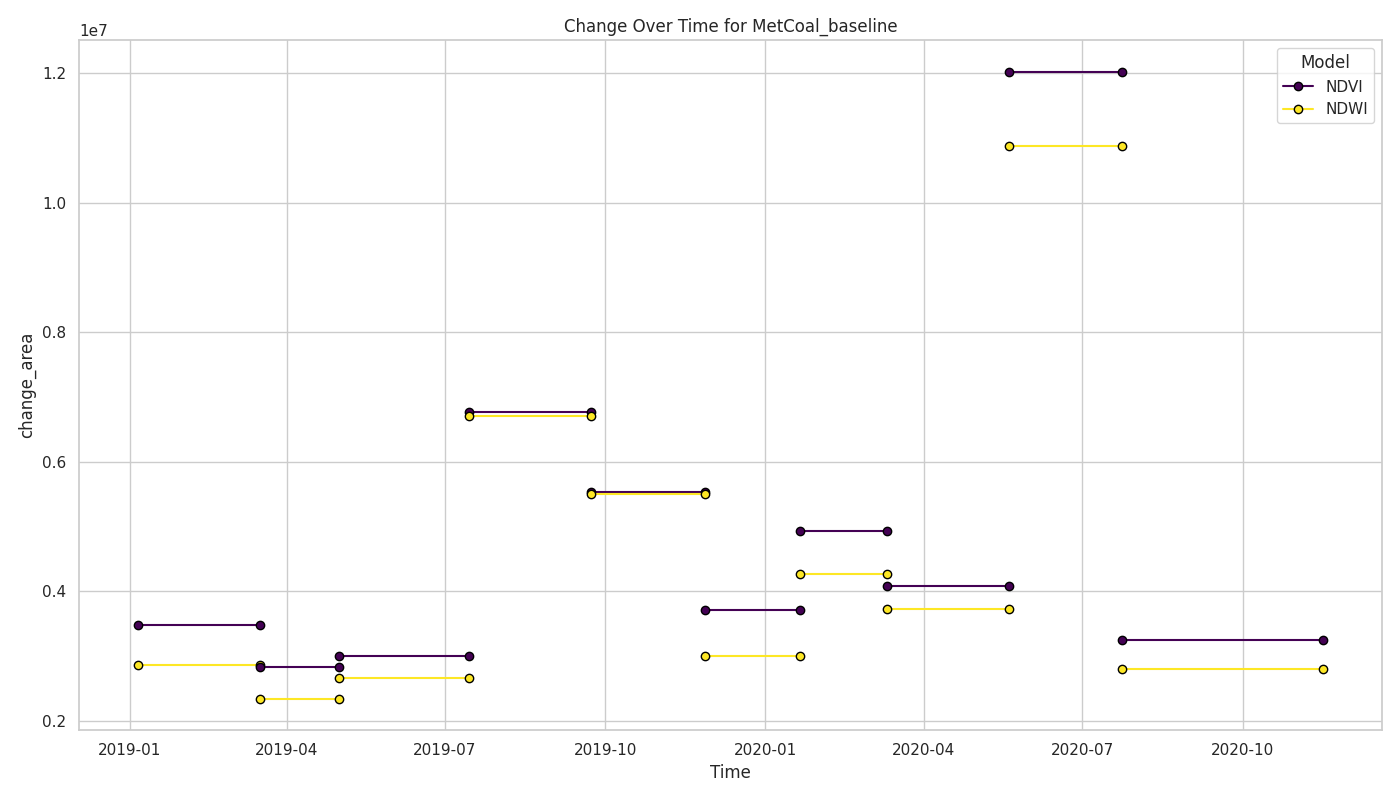 Change Over Time for MetCoal_baseline
1e7
Model
NDVI
NDWI
1.2
1.0
0.8
0.6
0.4
0.2
change_area
2019-01 2019-04 2019-07 2019-10 2020-01 2020-04 2020-07 2020-10
Time